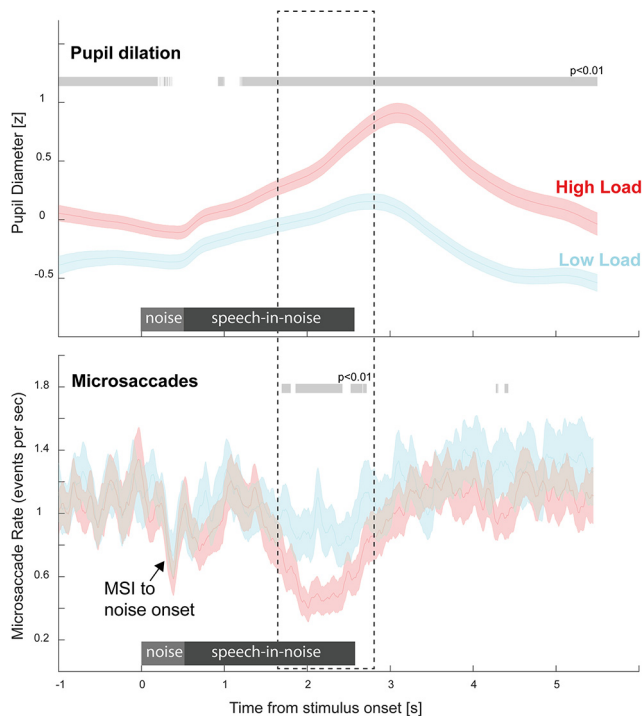 Pupil dilation
p<0.01
Pupil Diameter [z]
1
0.5
0
-0.5
High Load
Low Load
noise speech-in-noise
Microsaccades
p<0.01
Microsaccade Rate (events per sec)
1.8
1.4
1
0.6
0.2
MSI to
noise onset
noise speech-in-noise
-1 0 1 2 3 4 5
Time from stimulus onset [s]